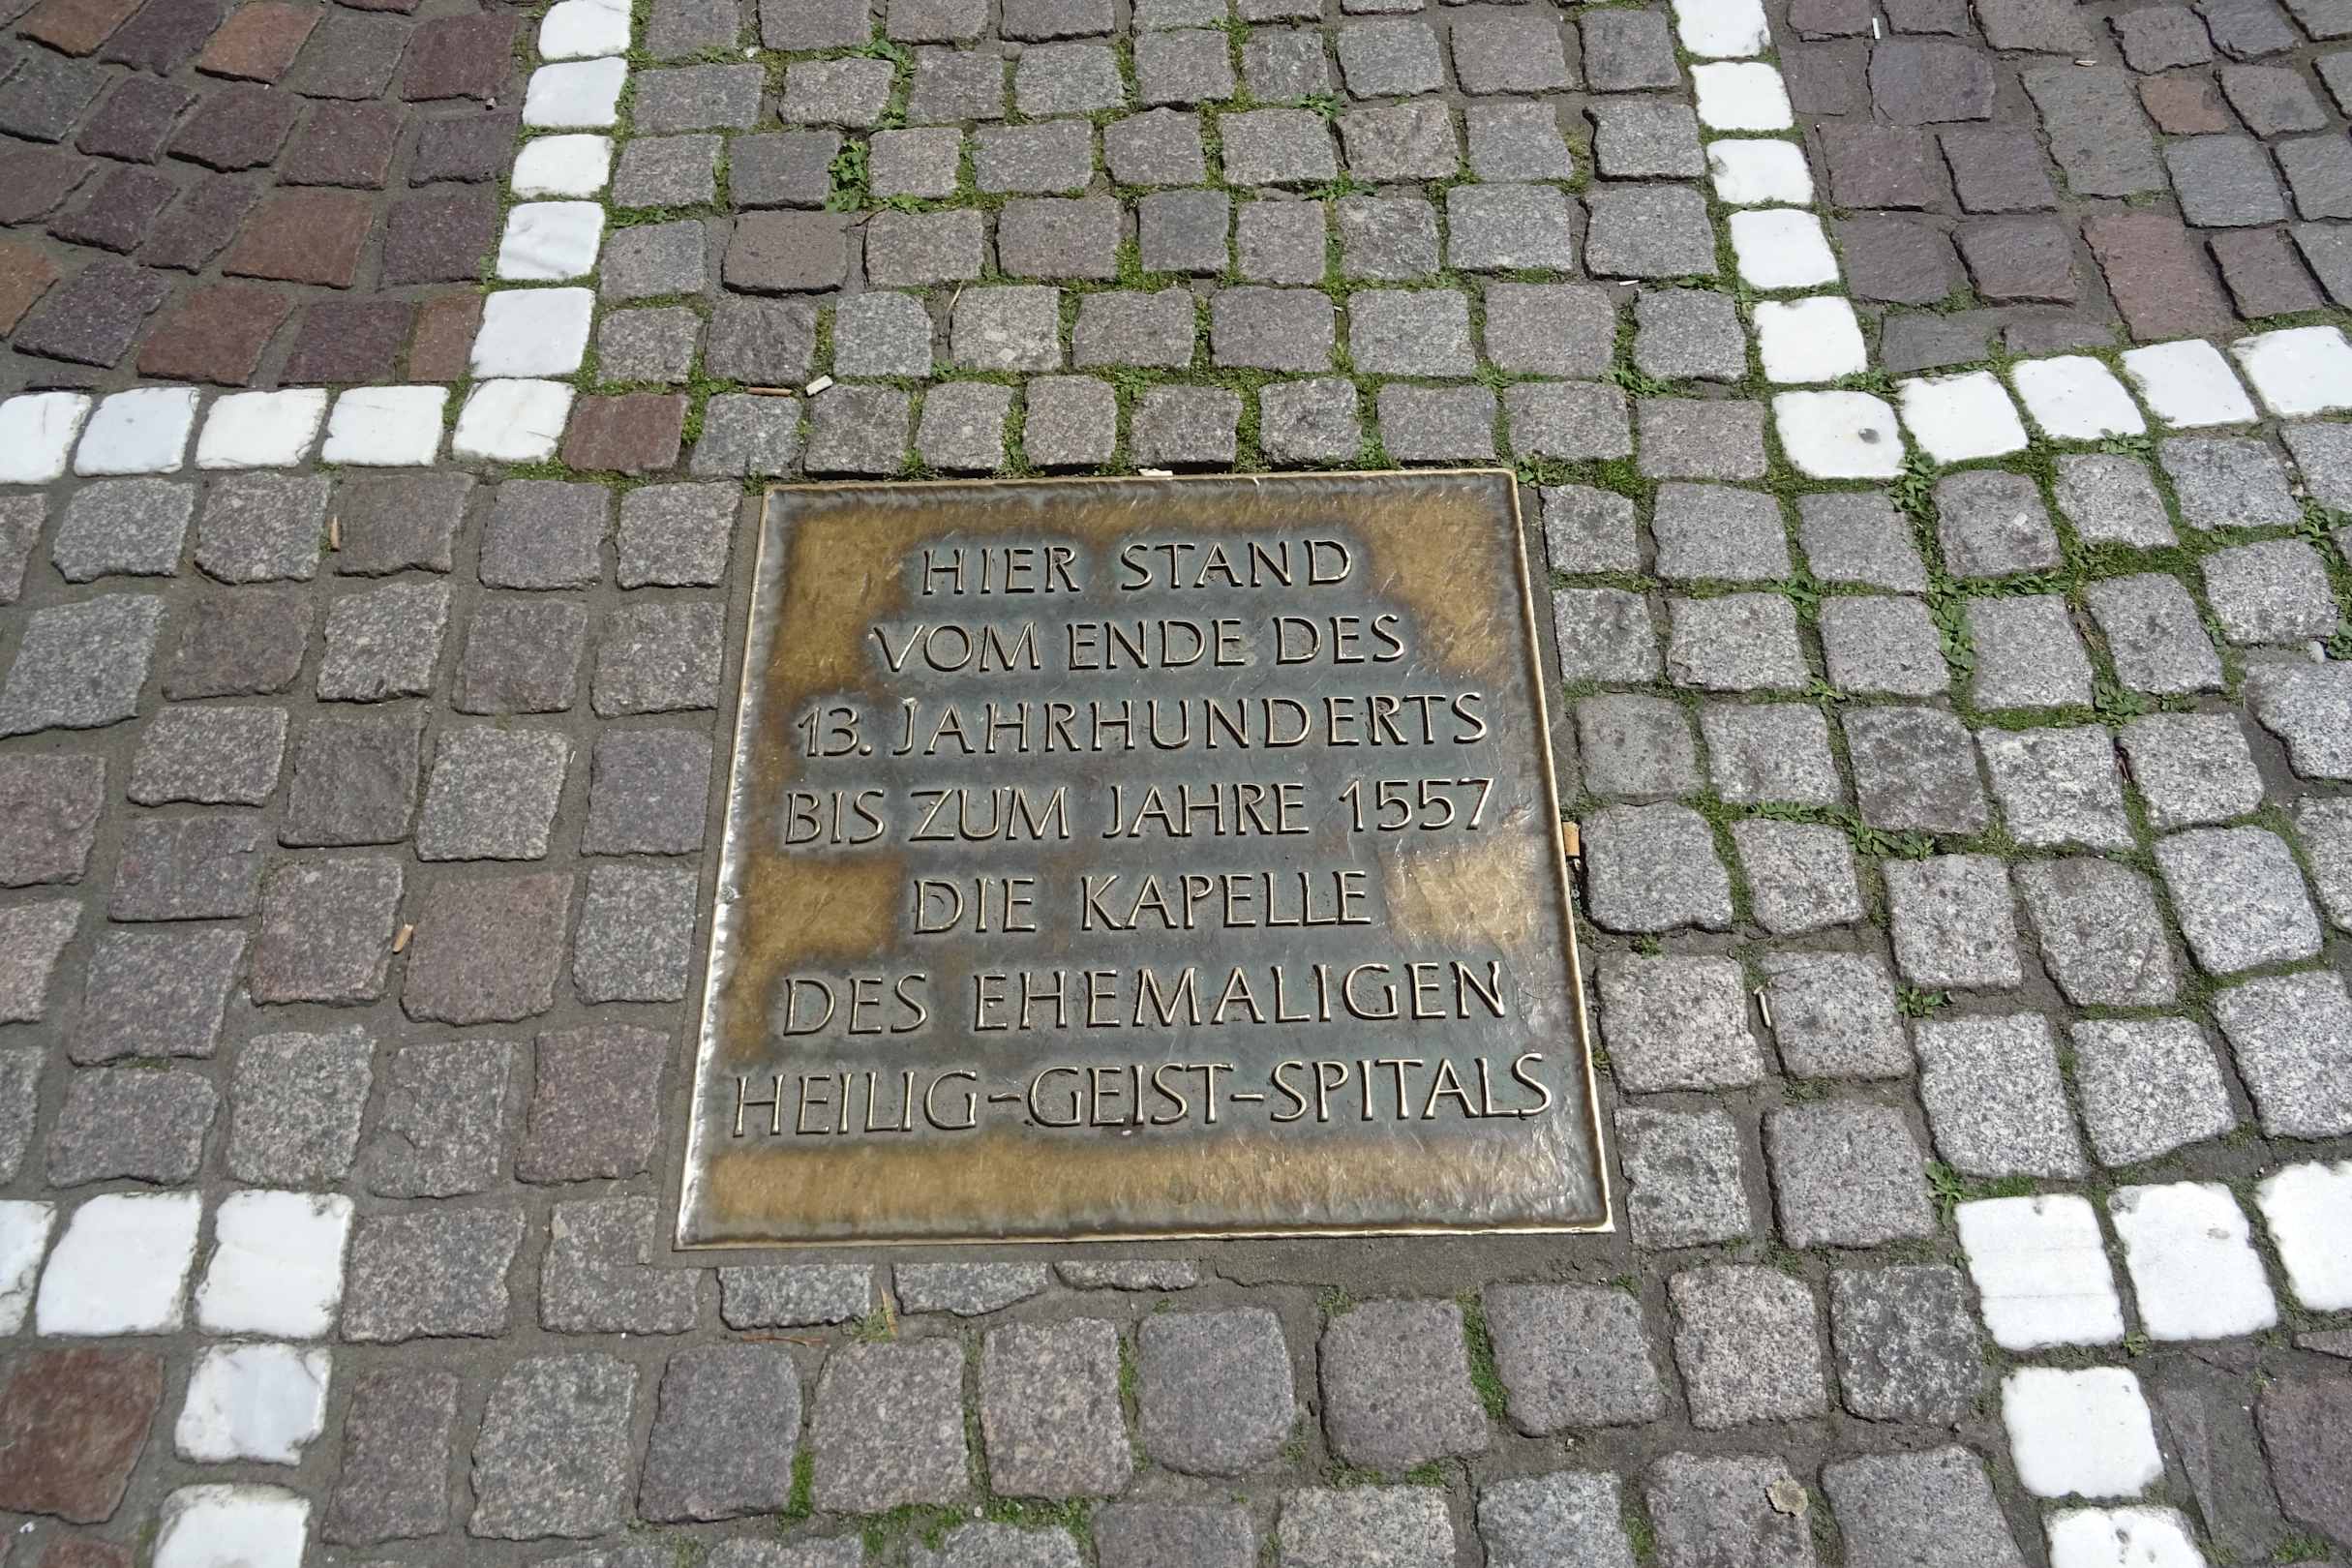 HIER STAND
VOM ENDE DES
13. JAHRHUNDERTS
BIS ZUM JAHRE 1557
DIE KAPELLE
DES EHEMALIGEN
HEILIG-GEIST-SPITALS